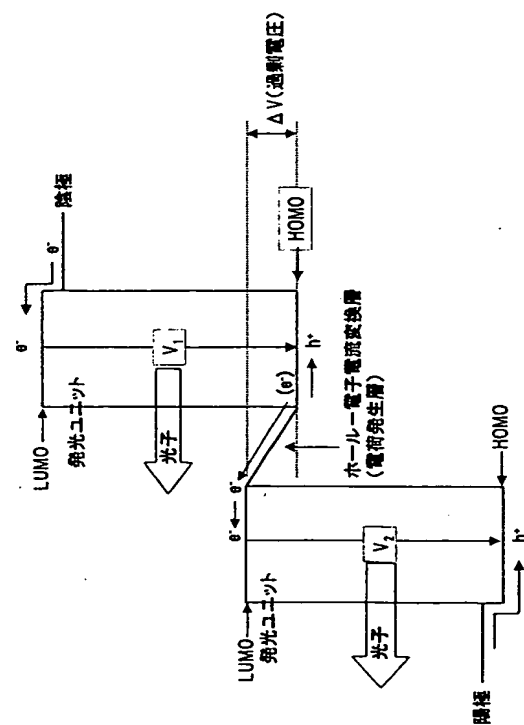 e⁻
e⁻
陰極
LUMO
発光ユニット
V₁
光子
h⁺
HOMO
ΔV(過剰電圧)
(e⁻)
e⁻
e⁻
ホール－電子電流変換層
(電荷発生層)
LUMO
発光ユニット
V₂
光子
HOMO
陽極
h⁺